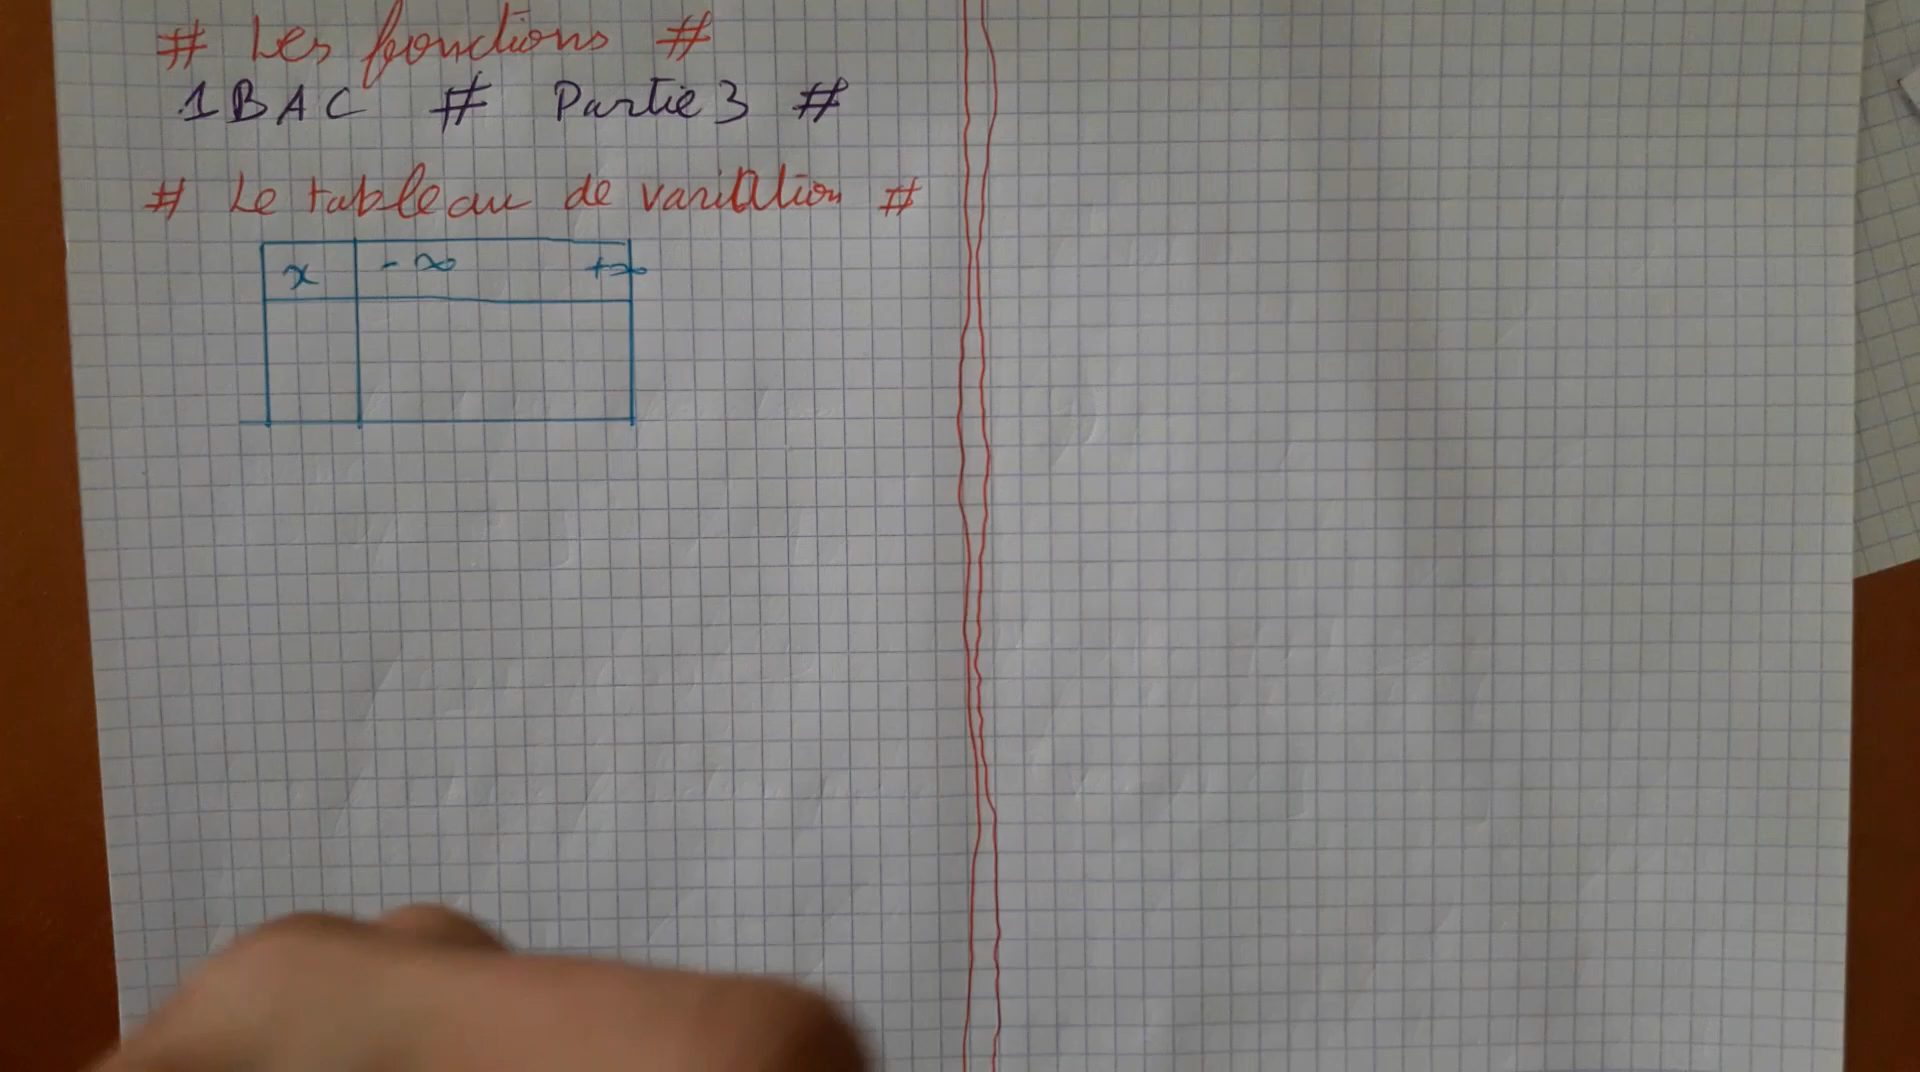 # Les fonctions #
1BAC # Partie 3 #
# Le tableau de variation #
x -∞ +∞